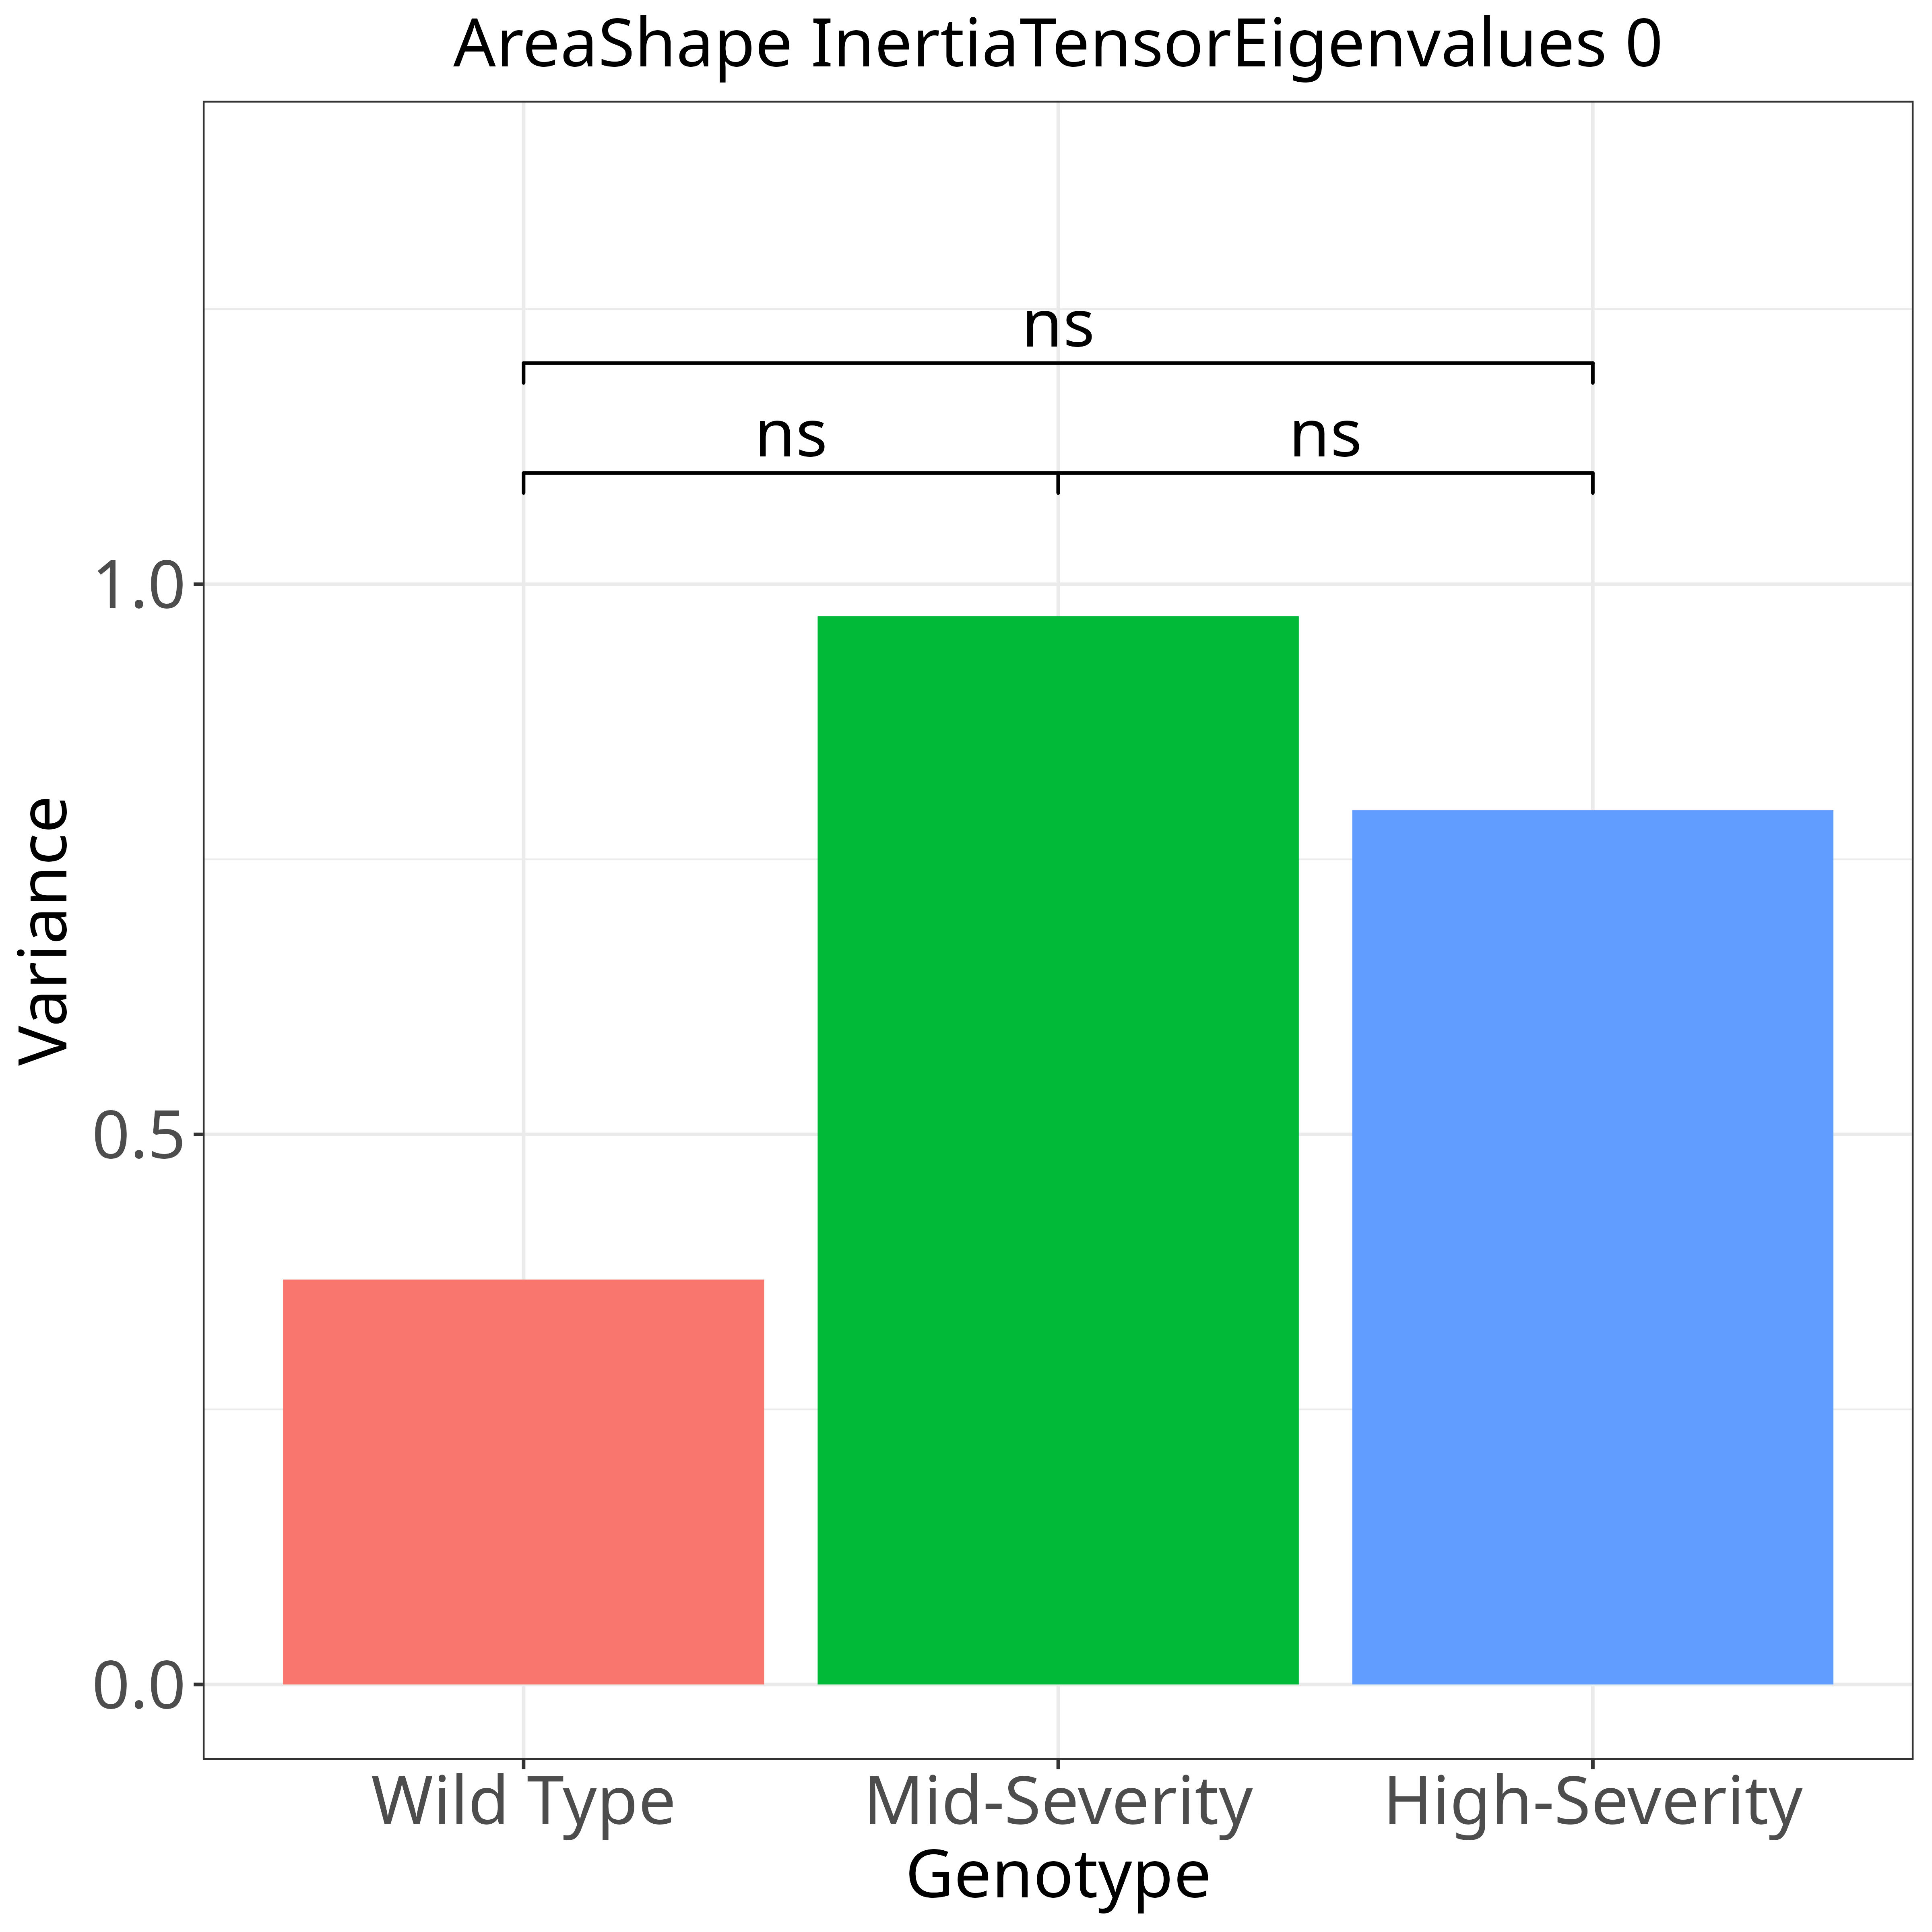 AreaShape InertiaTensorEigenvalues 0
ns
ns ns
1.0
0.5
0.0
Variance
Wild Type Mid-Severity High-Severity
Genotype